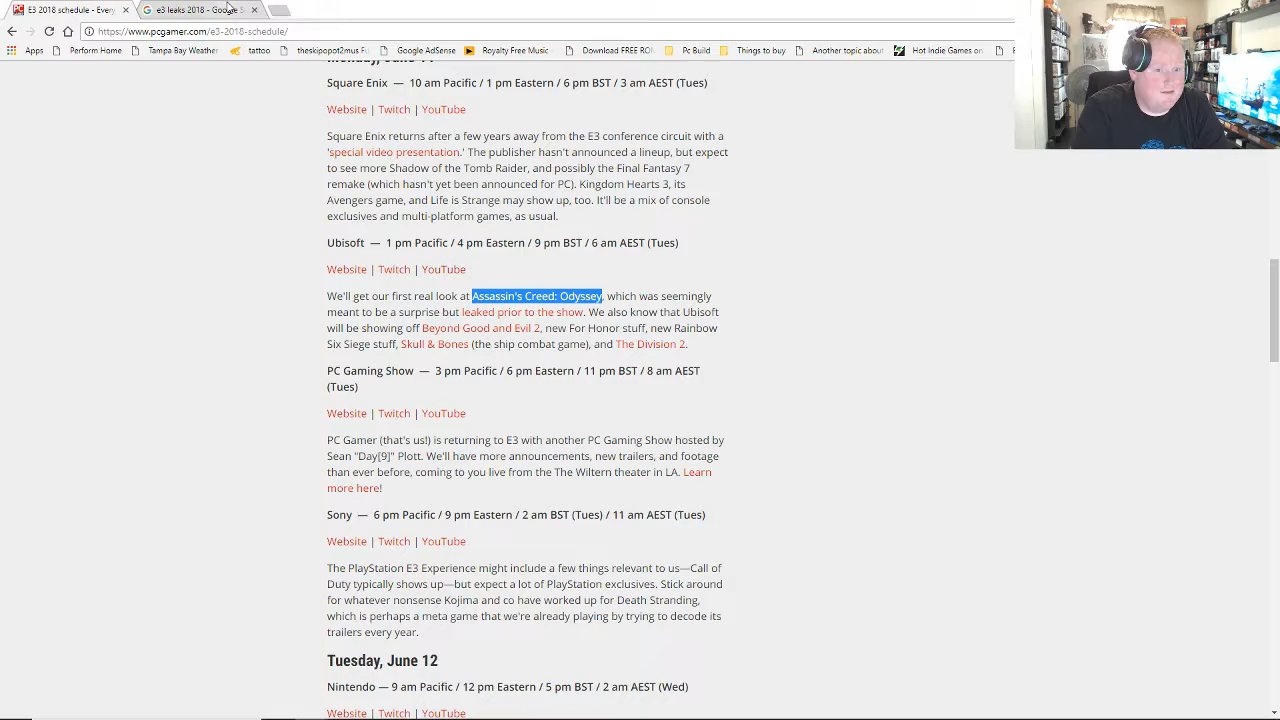 E3 2018 schedule - Every
e3 leaks 2018 - Google S
https://www.pcgamer.com/e3-2018-schedule/
Apps Perform Home Tampa Bay Weather tattoo theskipopot2mus Fu Google AdSense Royalty Free Music Download FREE ROM Pc Build Things to buy Another topic about Hot Indie Games on
Square Enix — 10 am Pacific / 1 pm Eastern / 6 pm BST / 3 am AEST (Tues)
Website | Twitch | YouTube
Square Enix returns after a few years away from the E3 conference circuit with a
'special video presentation.' The publisher hasn't announced a lineup, but expect
to see more Shadow of the Tomb Raider, and possibly the Final Fantasy 7
remake (which hasn't yet been announced for PC). Kingdom Hearts 3, its
Avengers game, and Life is Strange may show up, too. It'll be a mix of console
exclusives and multi-platform games, as usual.
Ubisoft — 1 pm Pacific / 4 pm Eastern / 9 pm BST / 6 am AEST (Tues)
Website | Twitch | YouTube
We'll get our first real look at Assassin's Creed: Odyssey, which was seemingly
meant to be a surprise but leaked prior to the show. We also know that Ubisoft
will be showing off Beyond Good and Evil 2, new For Honor stuff, new Rainbow
Six Siege stuff, Skull & Bones (the ship combat game), and The Division 2.
PC Gaming Show — 3 pm Pacific / 6 pm Eastern / 11 pm BST / 8 am AEST
(Tues)
Website | Twitch | YouTube
PC Gamer (that's us!) is returning to E3 with another PC Gaming Show hosted by
Sean "Day[9]" Plott. We'll have more announcements, new trailers, and footage
than ever before, coming to you live from the The Wiltern theater in LA. Learn
more here!
Sony — 6 pm Pacific / 9 pm Eastern / 2 am BST (Tues) / 11 am AEST (Tues)
Website | Twitch | YouTube
The PlayStation E3 Experience might include a few things relevant to us—Call of
Duty typically shows up—but expect a lot of PlayStation exclusives. Stick around
for whatever nonsense Kojima and co have worked up for Death Stranding,
which is perhaps a meta game that we're already playing by trying to decode its
trailers every year.
Tuesday, June 12
Nintendo — 9 am Pacific / 12 pm Eastern / 5 pm BST / 2 am AEST (Wed)
Website | Twitch | YouTube